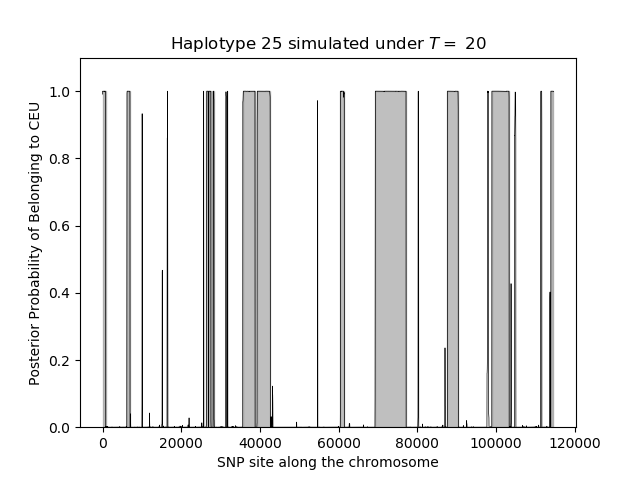 Haplotype 25 simulated under T = 20
Posterior Probability of Belonging to CEU
1.0
0.8
0.6
0.4
0.2
0.0
0 20000 40000 60000 80000 100000 120000
SNP site along the chromosome